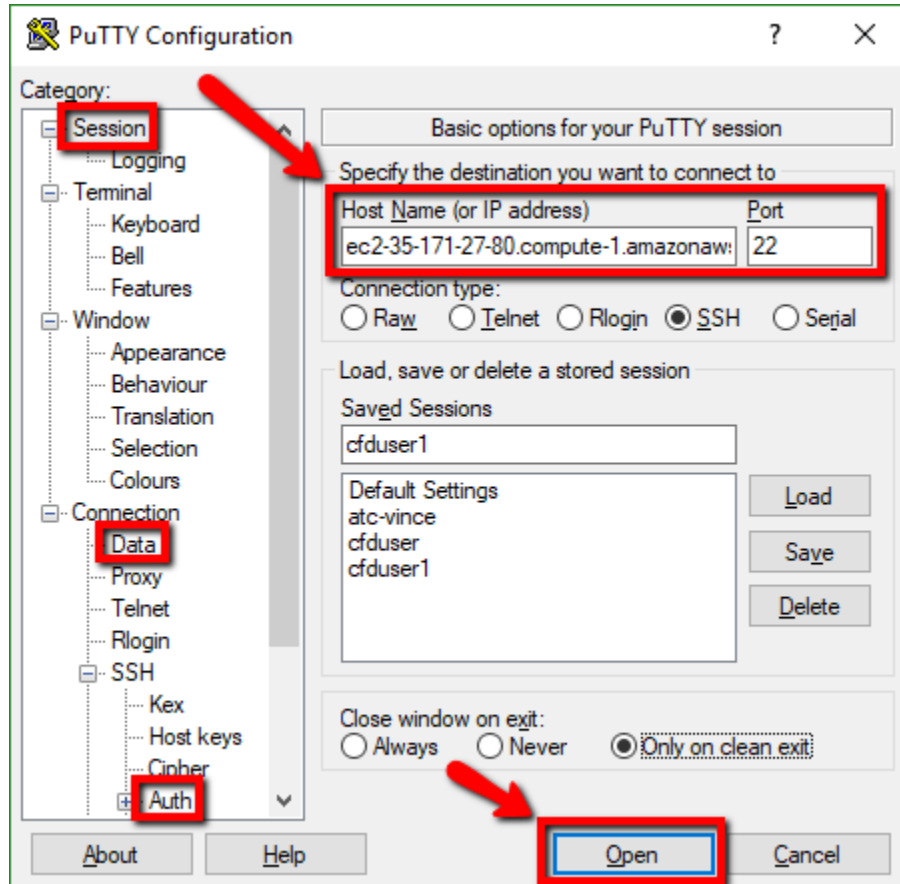 PuTTY Configuration
?
Category:
Session
Logging
Terminal
Keyboard
Bell
Features
Window
Appearance
Behaviour
Translation
Selection
Colours
Connection
Data
Proxy
Telnet
Rlogin
SSH
Kex
Host keys
Cipher
Auth
Basic options for your PuTTY session
Specify the destination you want to connect to
Host Name (or IP address) Port
ec2-35-171-27-80.compute-1.amazonaws 22
Connection type:
Raw Telnet Rlogin SSH Serial
Load, save or delete a stored session
Saved Sessions
cfduser1
Default Settings
atc-vince
cfduser
cfduser1
Load
Save
Delete
Close window on exit:
Always Never Only on clean exit
About Help Open Cancel